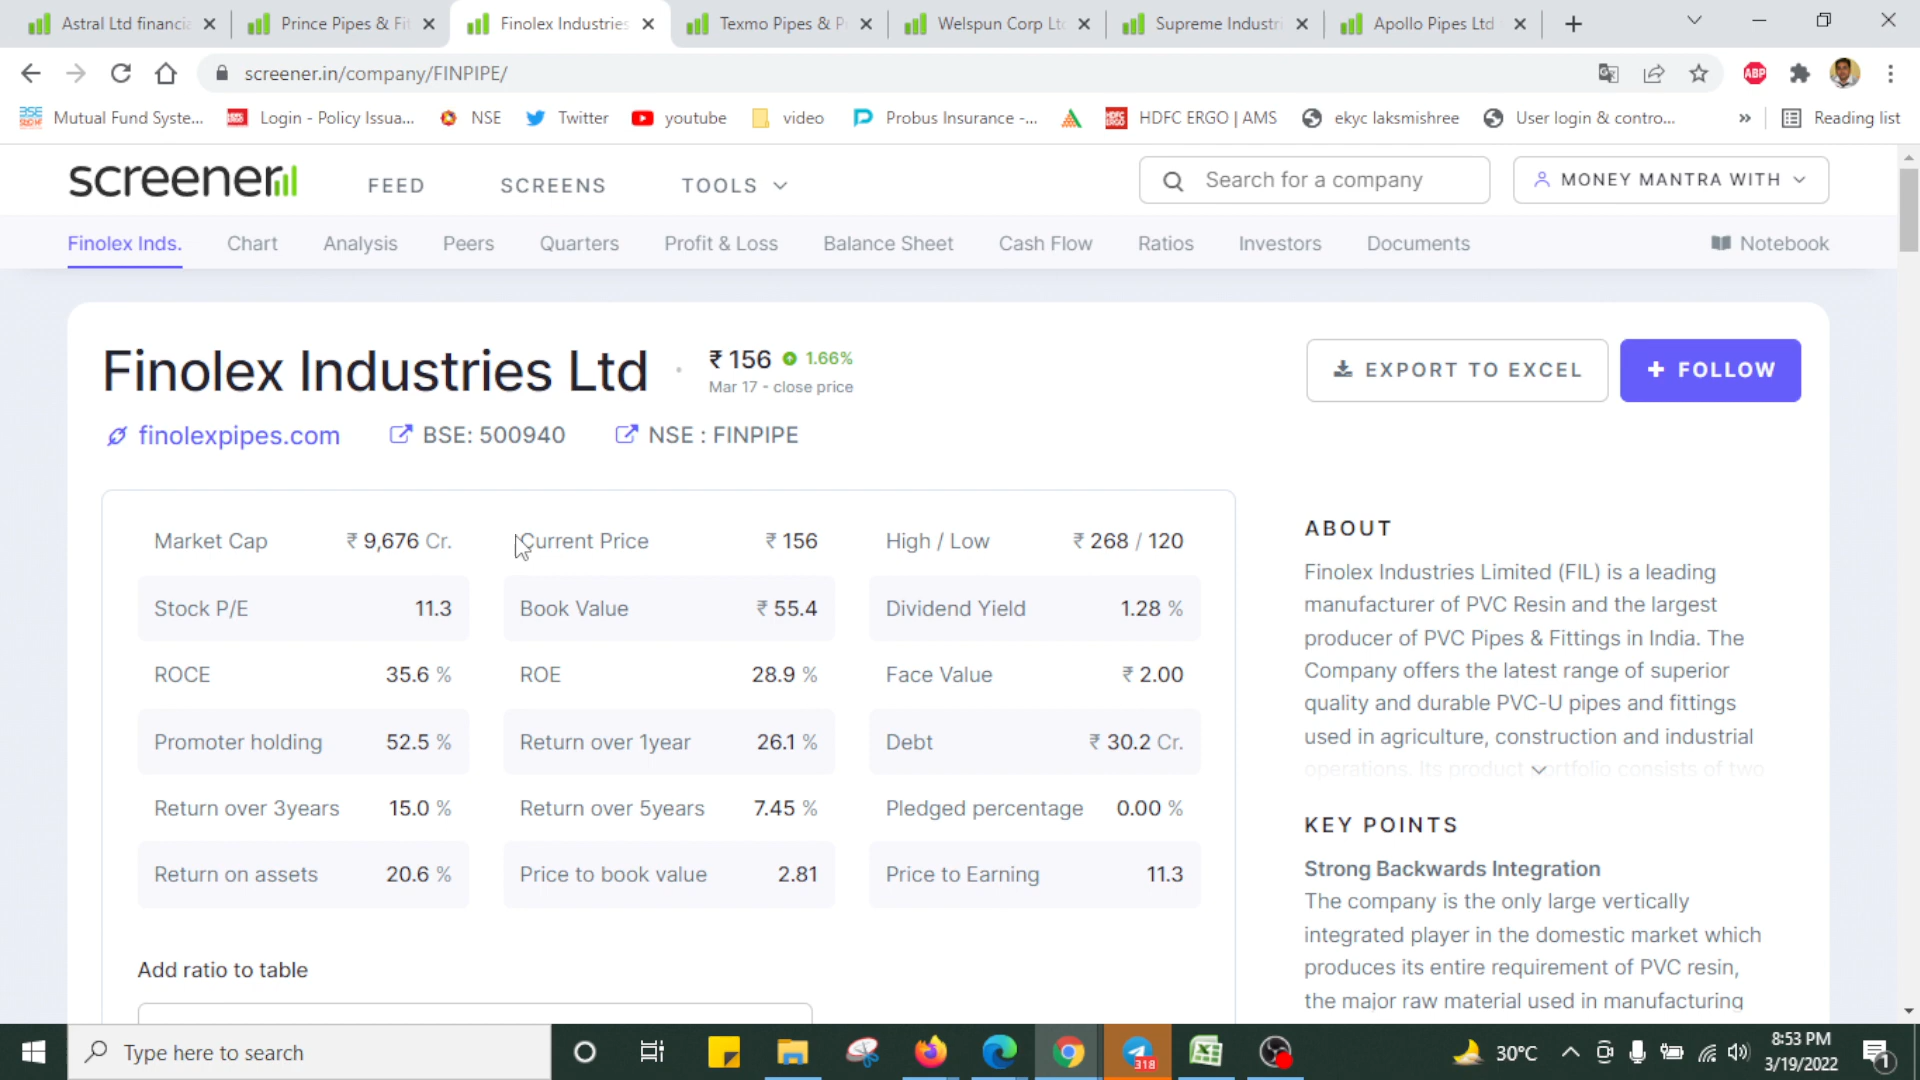 Astral Ltd financia
Prince Pipes & Fit
Finolex Industries
Texmo Pipes & P
Welspun Corp Ltd
Supreme Industri
Apollo Pipes Ltd
screener.in/company/FINPIPE/
ABP
Mutual Fund Syste...
Login - Policy Issua...
NSE
Twitter
youtube
video
Probus Insurance -...
HDFC ERGO | AMS
ekyc laksmishree
User login & contro...
»
Reading list
screener
FEED
SCREENS
TOOLS
Search for a company
MONEY MANTRA WITH
Finolex Inds.
Chart
Analysis
Peers
Quarters
Profit & Loss
Balance Sheet
Cash Flow
Ratios
Investors
Documents
Notebook
Finolex Industries Ltd
₹ 156 1.66%
Mar 17 - close price
EXPORT TO EXCEL
+ FOLLOW
finolexpipes.com
BSE: 500940
NSE : FINPIPE
Market Cap ₹ 9,676 Cr.
Current Price ₹ 156
High / Low ₹ 268 / 120
Stock P/E 11.3
Book Value ₹ 55.4
Dividend Yield 1.28 %
ROCE 35.6 %
ROE 28.9 %
Face Value ₹ 2.00
Promoter holding 52.5 %
Return over 1year 26.1 %
Debt ₹ 30.2 Cr.
Return over 3years 15.0 %
Return over 5years 7.45 %
Pledged percentage 0.00 %
Return on assets 20.6 %
Price to book value 2.81
Price to Earning 11.3
Add ratio to table
ABOUT
Finolex Industries Limited (FIL) is a leading
manufacturer of PVC Resin and the largest
producer of PVC Pipes & Fittings in India. The
Company offers the latest range of superior
quality and durable PVC-U pipes and fittings
used in agriculture, construction and industrial
operations. Its product portfolio consists of two
KEY POINTS
Strong Backwards Integration
The company is the only large vertically
integrated player in the domestic market which
produces its entire requirement of PVC resin,
the major raw material used in manufacturing
Type here to search
318
30°C
8:53 PM
3/19/2022
1